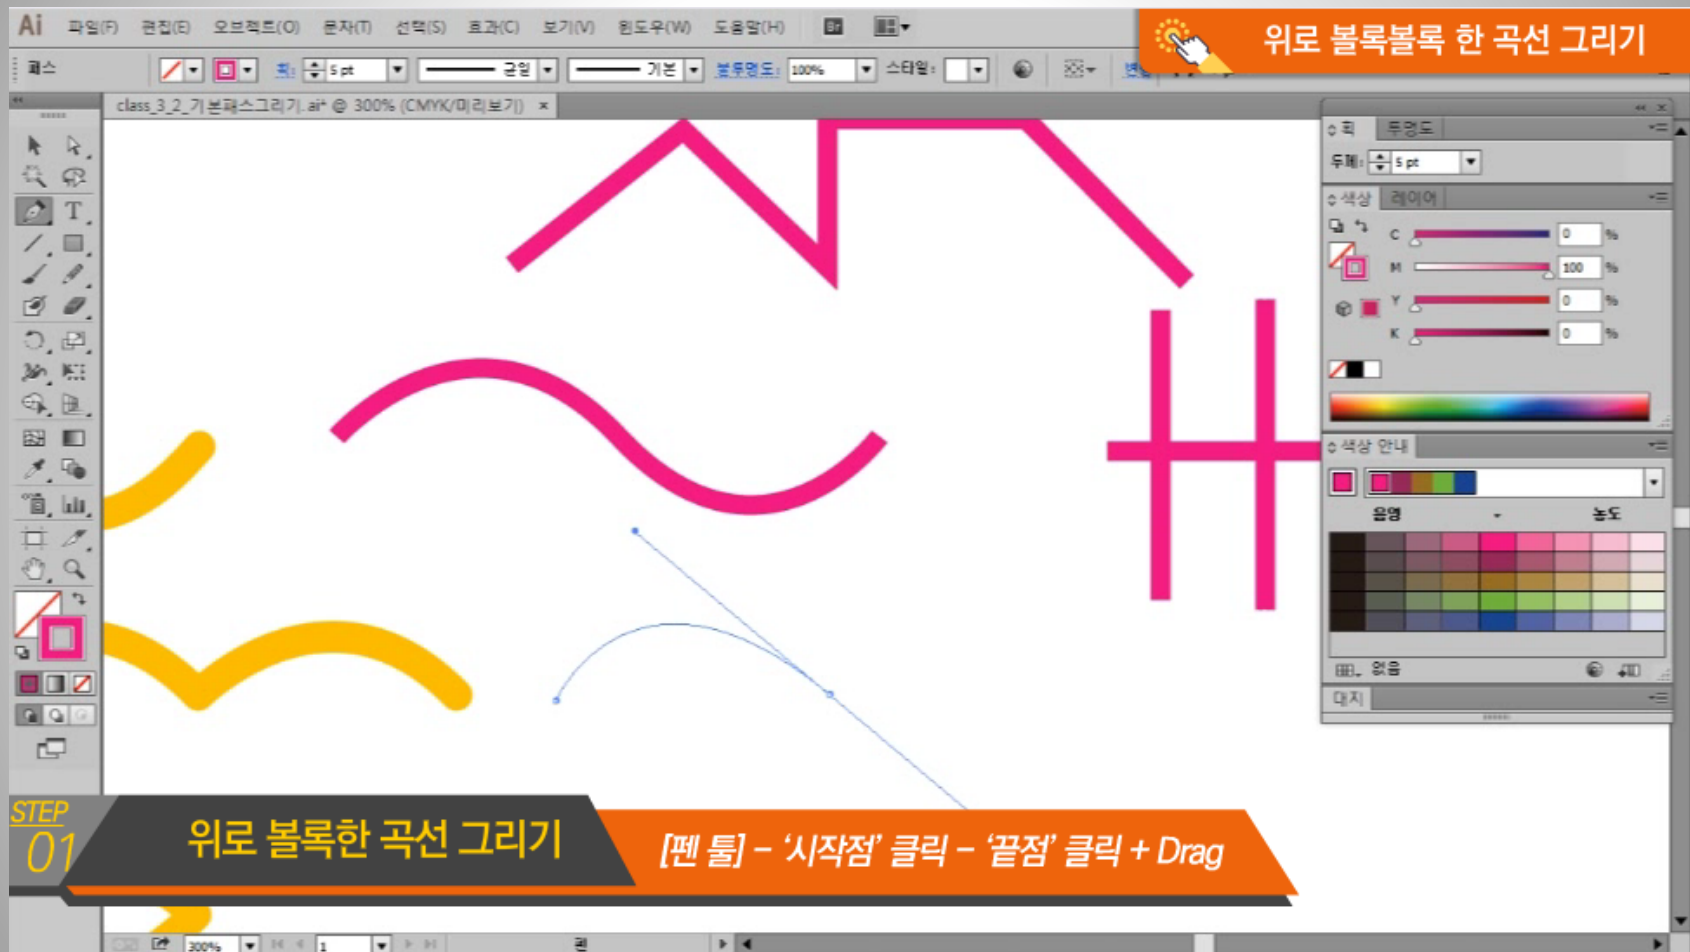 Ai 파일(F) 편집(E) 오브젝트(O) 문자(T) 선택(S) 효과(C) 보기(V) 윈도우(W) 도움말(H) Br
위로 볼록볼록 한 곡선 그리기
패스 획: 5 pt 균일 기본 불투명도: 100% 스타일:
class_3_2_기본패스그리기.ai* @ 300% (CMYK/미리보기) ×
획 투명도
두께: 5 pt
색상 레이어
C 0 %
M 100 %
Y 0 %
K 0 %
색상 안내
음영 농도
없음
대지
STEP
01
위로 볼록한 곡선 그리기
[펜 툴] – ‘시작점’ 클릭 – ‘끝점’ 클릭 + Drag
300% 1 펜